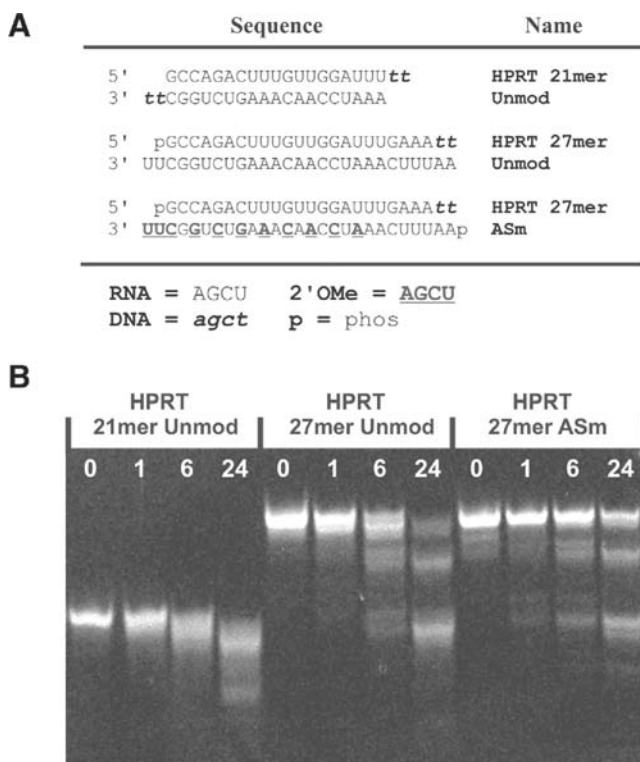 A
Sequence Name
5' GCCAGACUUUGUUGGAUUUtt HPRT 21mer
3' ttCGGUCUGAAACAACCUAAA Unmod
5' pGCCAGACUUUGUUGGAUUUGAAAtt HPRT 27mer
3' UUCGGUCUGAAACAACCUAAACUUUAA Unmod
5' pGCCAGACUUUGUUGGAUUUGAAAtt HPRT 27mer
3' UUCGGUCUGAAACAACCUAAACUUUAAp ASm
RNA = AGCU 2'OMe = AGCU
DNA = agct p = phos
B
HPRT HPRT HPRT
21mer Unmod 27mer Unmod 27mer ASm
0 1 6 24 0 1 6 24 0 1 6 24